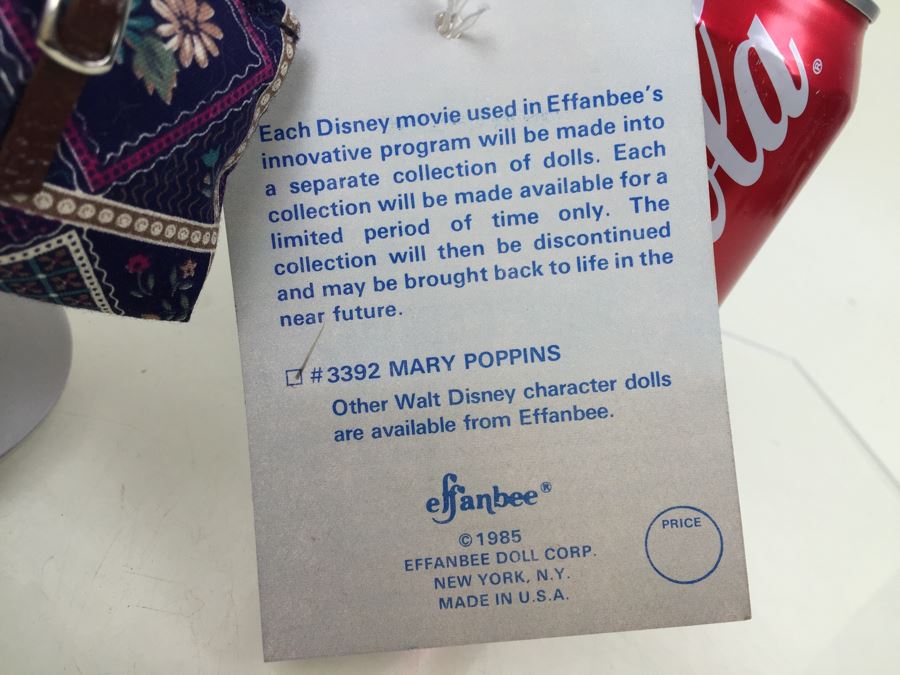 Each Disney movie used in Effanbee's
innovative program will be made into
a separate collection of dolls. Each
collection will be made available for a
limited period of time only. The
collection will then be discontinued
and may be brought back to life in the
near future.
#3392 MARY POPPINS
Other Walt Disney character dolls
are available from Effanbee.
effanbee®
©1985
EFFANBEE DOLL CORP.
NEW YORK, N.Y.
MADE IN U.S.A.
PRICE
ola®